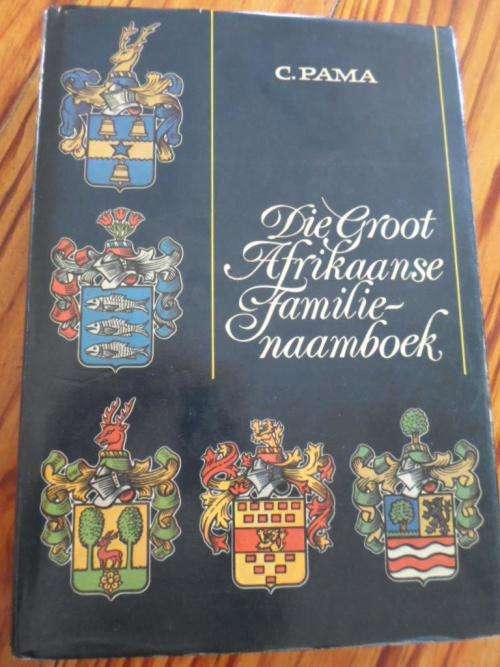 C. PAMA
Die Groot
Afrikaanse
Familie-
naamboek